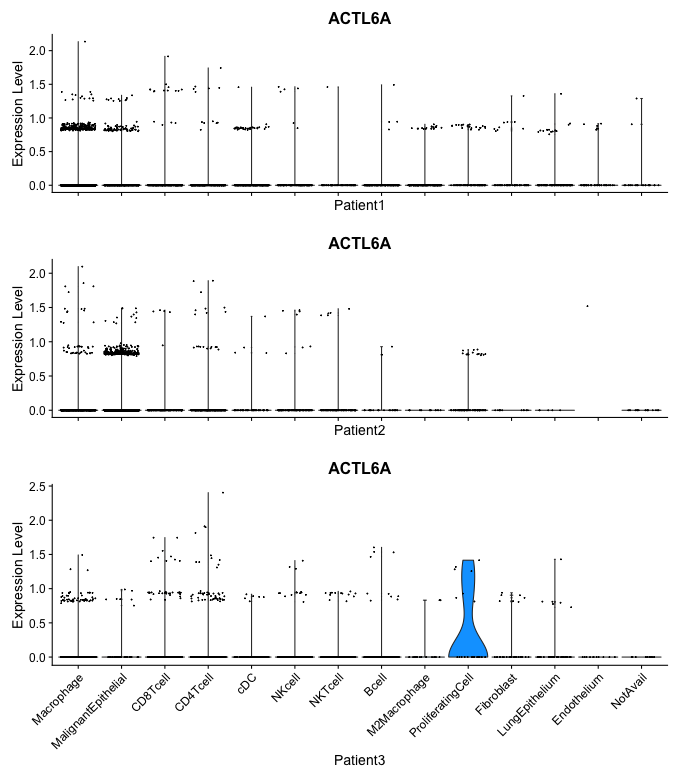 ACTL6A
Expression Level
2.0
1.5
1.0
0.5
0.0
Patient1
ACTL6A
Expression Level
2.0
1.5
1.0
0.5
0.0
Patient2
ACTL6A
Expression Level
2.5
2.0
1.5
1.0
0.5
0.0
Macrophage
MalignantEpithelial
CD8Tcell
CD4Tcell
cDC
NKcell
NKTcell
Bcell
M2Macrophage
ProliferatingCell
Fibroblast
LungEpithelium
Endothelium
NotAvail
Patient3